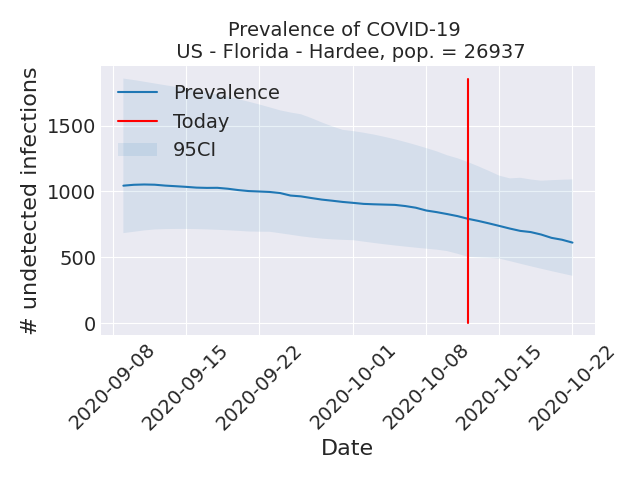 Prevalence of COVID-19
US - Florida - Hardee, pop. = 26937
# undetected infections
1500
1000
500
0
Prevalence
Today
95CI
2020-09-08
2020-09-15
2020-09-22
2020-10-01
2020-10-08
2020-10-15
2020-10-22
Date